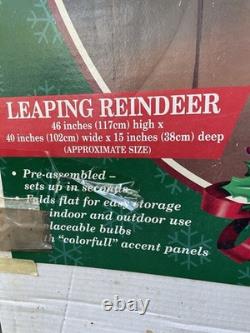 LEAPING REINDEER
46 inches (117cm) high x
40 inches (102cm) wide x 15 inches (38cm) deep
(APPROXIMATE SIZE)
• Pre-assembled –
sets up in seconds
• Folds flat for easy storage
indoor and outdoor use
bulbs
"colorfull" accent panels
ebay